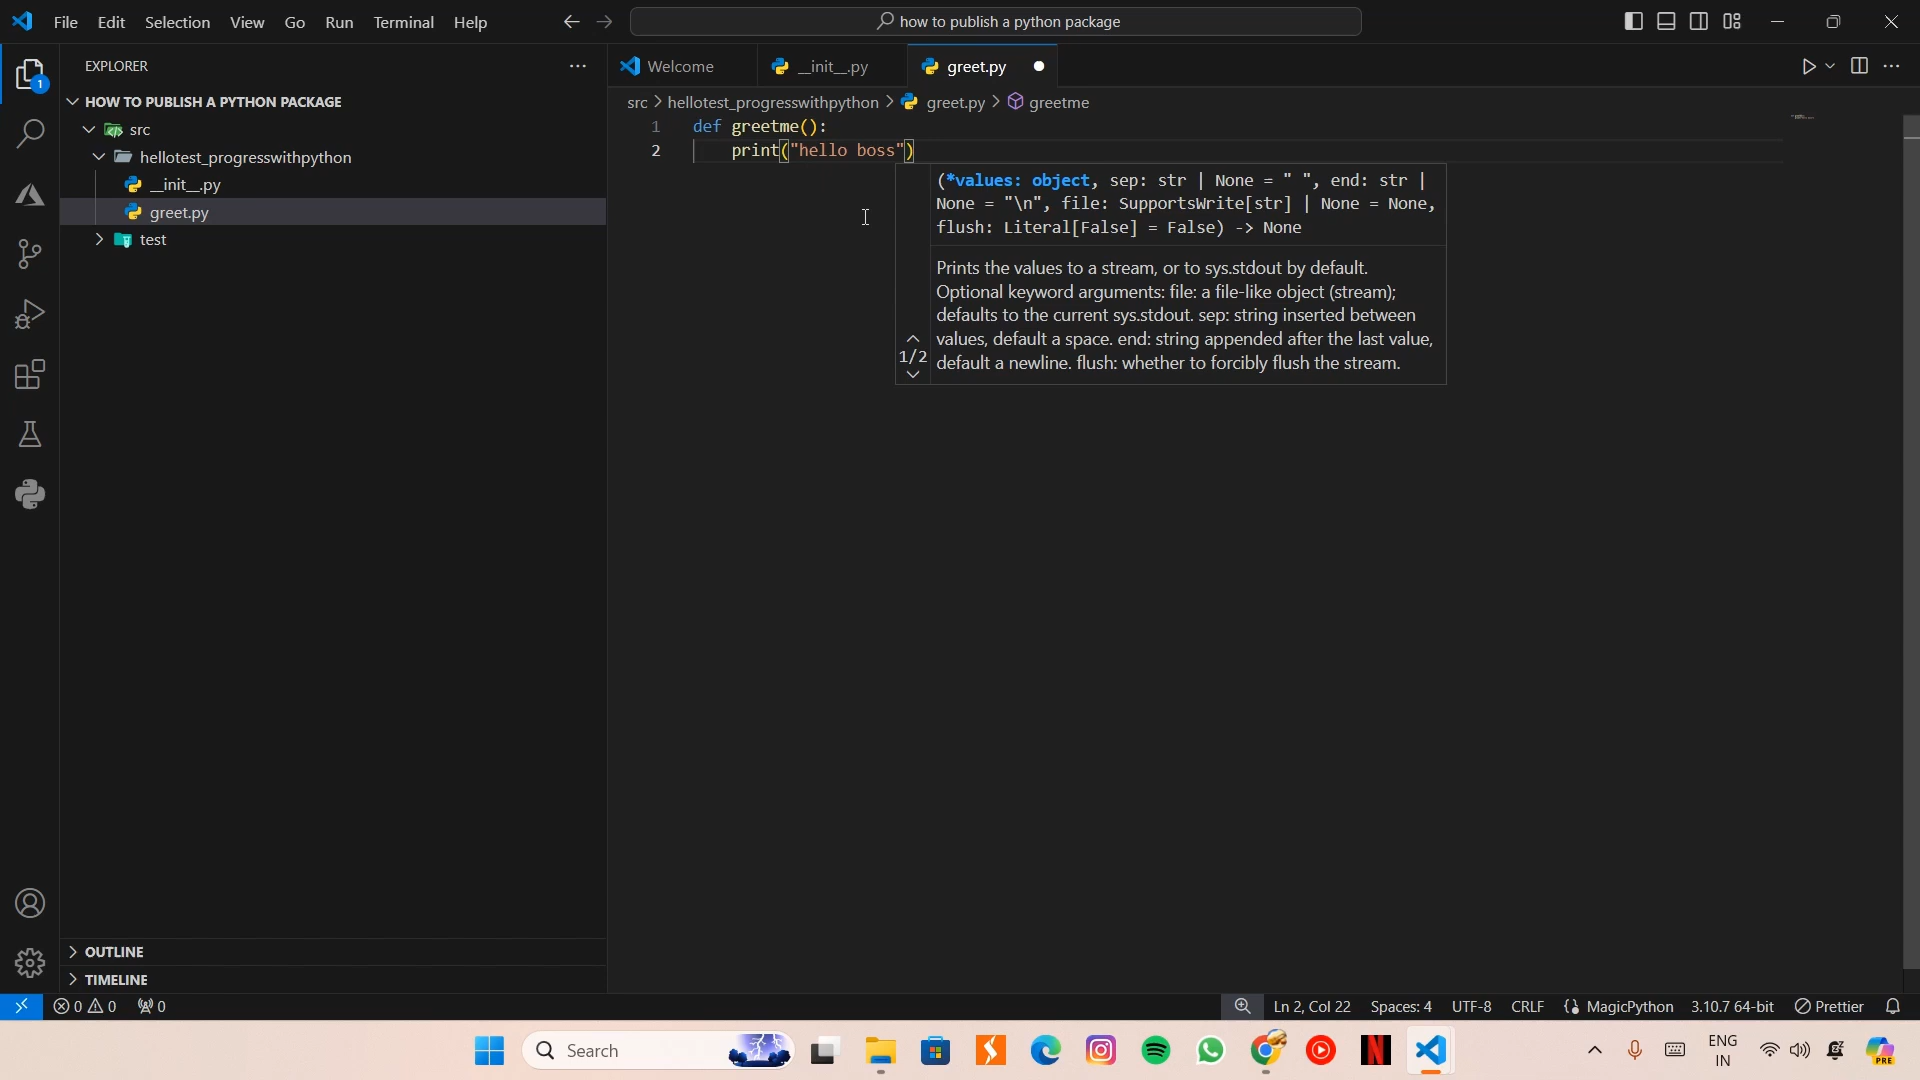 File Edit Selection View Go Run Terminal Help
how to publish a python package
EXPLORER
1
HOW TO PUBLISH A PYTHON PACKAGE
src
hellotest_progresswithpython
__init__.py
greet.py
test
OUTLINE
TIMELINE
Welcome __init__.py greet.py
src > hellotest_progresswithpython > greet.py > greetme
1 def greetme():
2 print("hello boss")
(*values: object, sep: str | None = " ", end: str |
None = "\n", file: SupportsWrite[str] | None = None,
flush: Literal[False] = False) -> None
Prints the values to a stream, or to sys.stdout by default.
Optional keyword arguments: file: a file-like object (stream);
defaults to the current sys.stdout. sep: string inserted between
values, default a space. end: string appended after the last value,
1/2
default a newline. flush: whether to forcibly flush the stream.
0 0 0 Ln 2, Col 22 Spaces: 4 UTF-8 CRLF MagicPython 3.10.7 64-bit Prettier
Search
ENG
IN
PRE